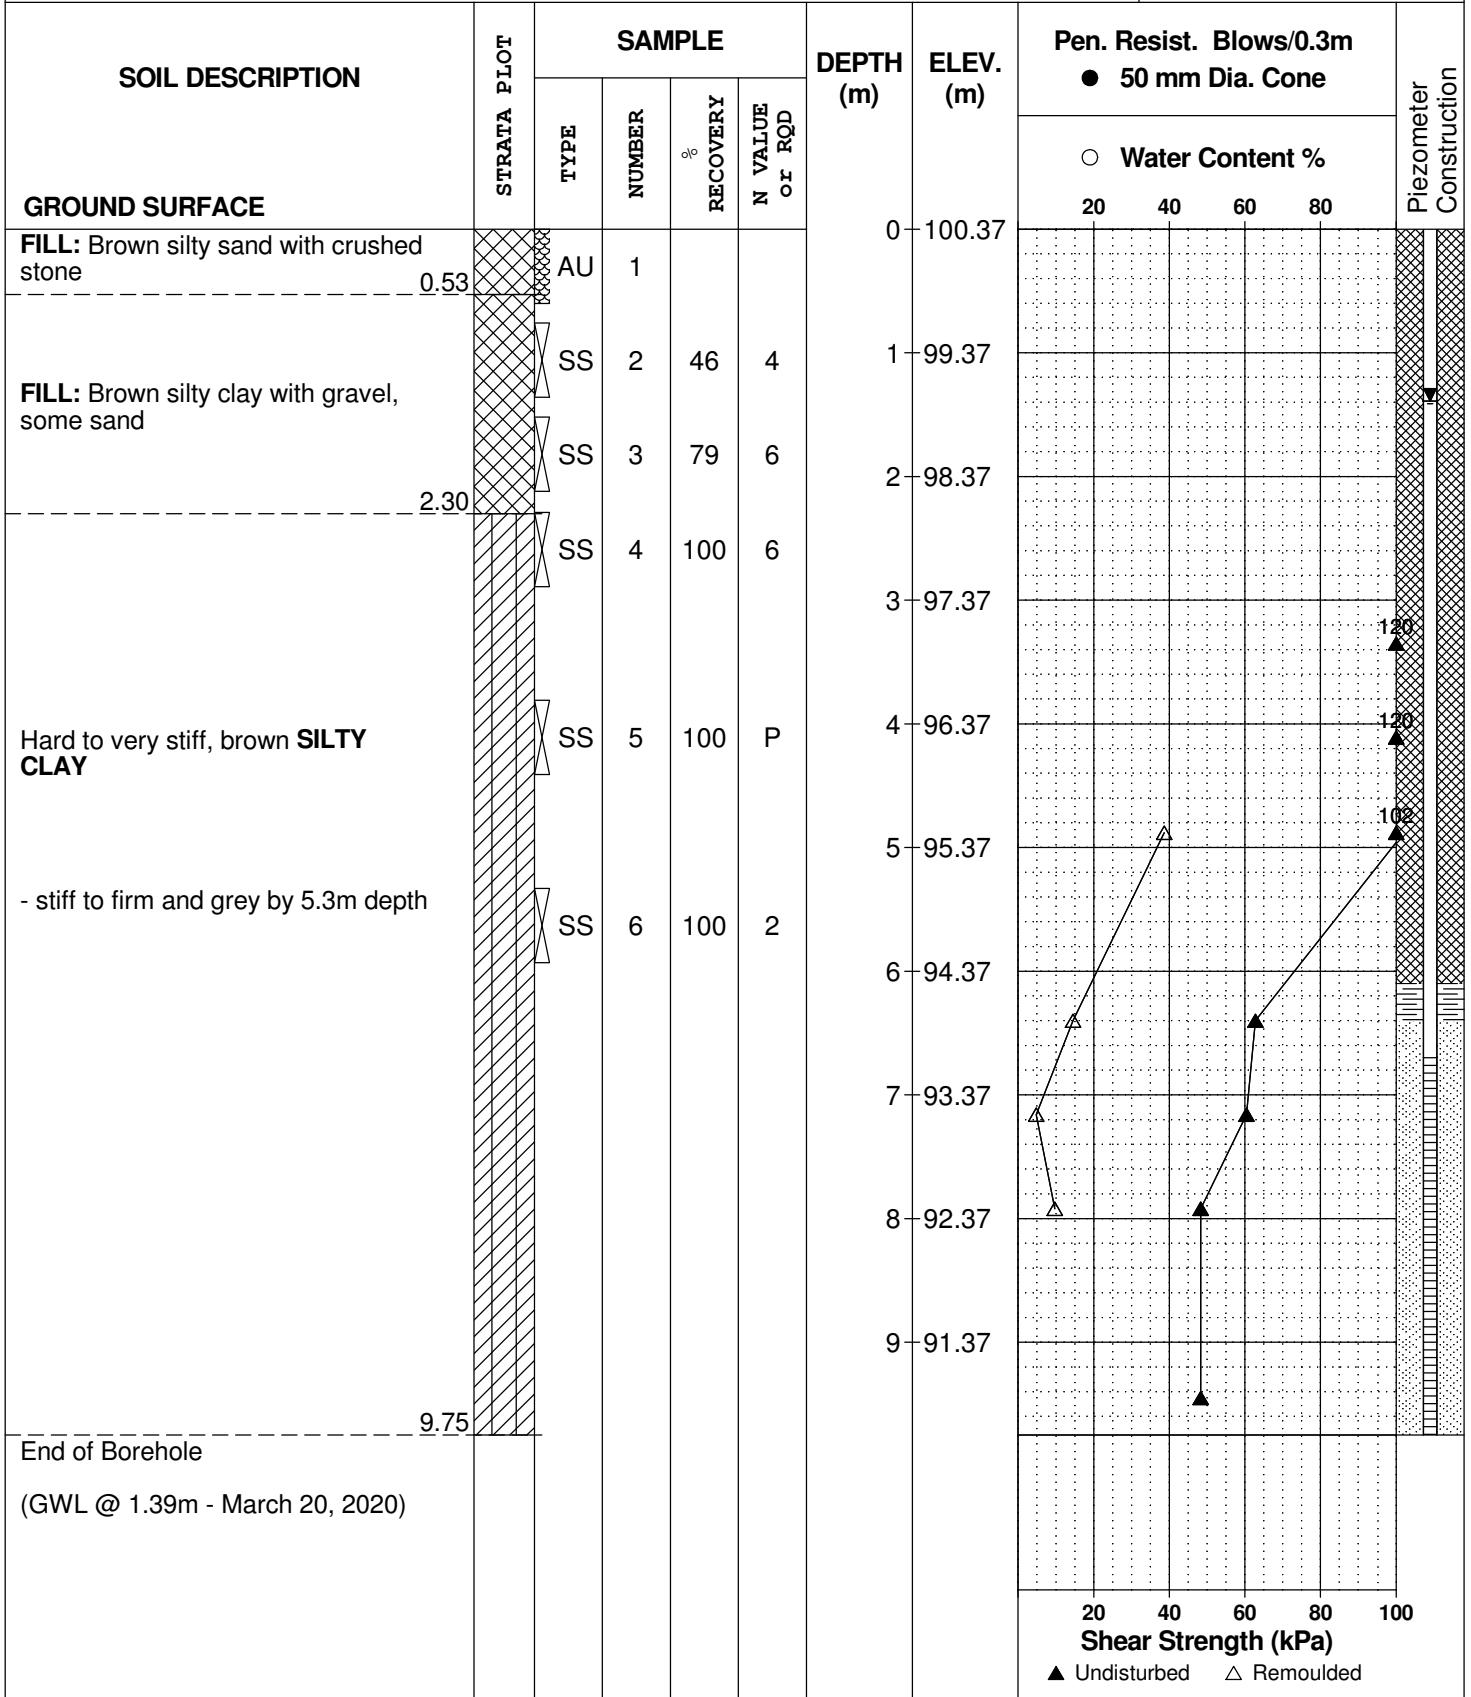 SOIL DESCRIPTION
GROUND SURFACE
STRATA PLOT
SAMPLE
TYPE
NUMBER
% RECOVERY
N VALUE or RQD
DEPTH (m)
ELEV. (m)
Pen. Resist. Blows/0.3m
● 50 mm Dia. Cone
○ Water Content %
20 40 60 80
Piezometer
Construction
0 100.37
FILL: Brown silty sand with crushed
stone
0.53
AU 1
SS 2 46 4
1 99.37
FILL: Brown silty clay with gravel,
some sand
SS 3 79 6
2 98.37
2.30
SS 4 100 6
3 97.37
120
4 96.37
120
Hard to very stiff, brown SILTY
CLAY
SS 5 100 P
102
5 95.37
- stiff to firm and grey by 5.3m depth
SS 6 100 2
6 94.37
7 93.37
8 92.37
9 91.37
9.75
End of Borehole
(GWL @ 1.39m - March 20, 2020)
20 40 60 80 100
Shear Strength (kPa)
▲ Undisturbed △ Remoulded